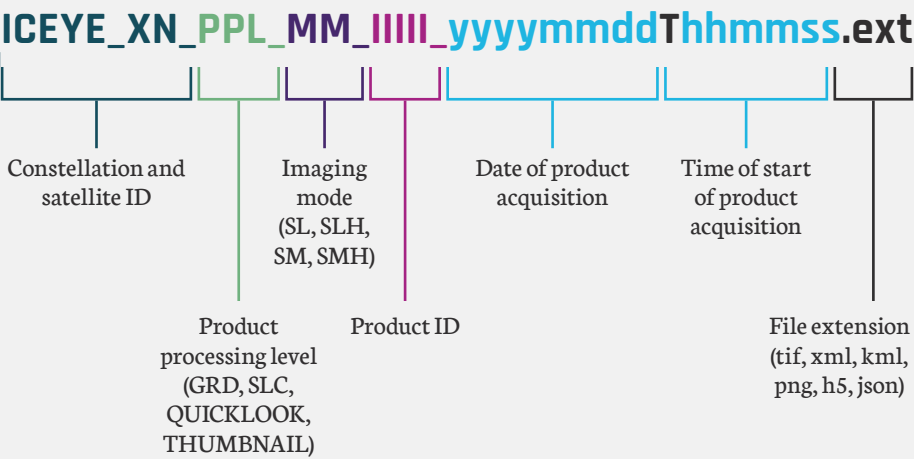 ICEYE_XN_PPL_MM_IIIII_yyyymmddThhmmss.ext
Constellation and
satellite ID
Imaging
mode
(SL, SLH,
SM, SMH)
Date of product
acquisition
Time of start
of product
acquisition
Product
processing level
(GRD, SLC,
QUICKLOOK,
THUMBNAIL)
Product ID
File extension
(tif, xml, kml,
png, h5, json)